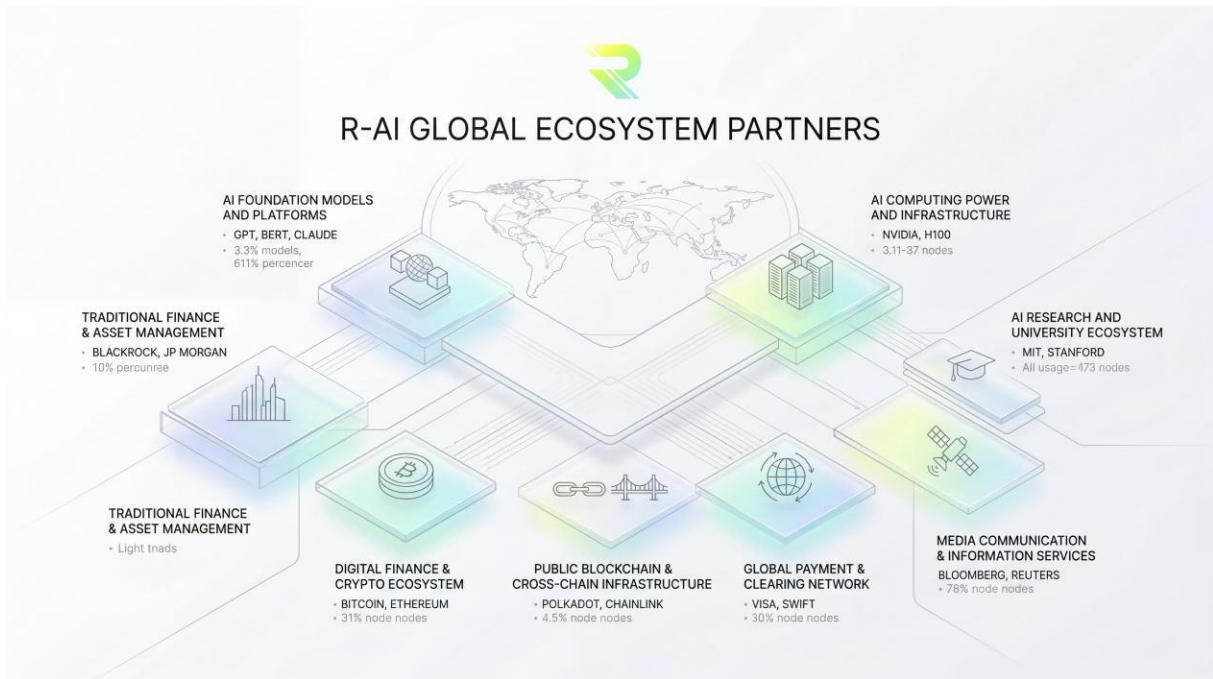 R-AI GLOBAL ECOSYSTEM PARTNERS
AI FOUNDATION MODELS
AND PLATFORMS
• GPT, BERT, CLAUDE
• 3.3% models,
611% percencer
AI COMPUTING POWER
AND INFRASTRUCTURE
• NVIDIA, H100
• 3.11-37 nodes
TRADITIONAL FINANCE
& ASSET MANAGEMENT
• BLACKROCK, JP MORGAN
• 10% percunree
AI RESEARCH AND
UNIVERSITY ECOSYSTEM
• MIT, STANFORD
• All usage=473 nodes
TRADITIONAL FINANCE
& ASSET MANAGEMENT
• Light tnads
DIGITAL FINANCE &
CRYPTO ECOSYSTEM
• BITCOIN, ETHEREUM
• 31% node nodes
PUBLIC BLOCKCHAIN &
CROSS-CHAIN INFRASTRUCTURE
• POLKADOT, CHAINLINK
• 4.5% node nodes
GLOBAL PAYMENT &
CLEARING NETWORK
• VISA, SWIFT
• 30% node nodes
MEDIA COMMUNICATION
& INFORMATION SERVICES
BLOOMBERG, REUTERS
• 78% node nodes